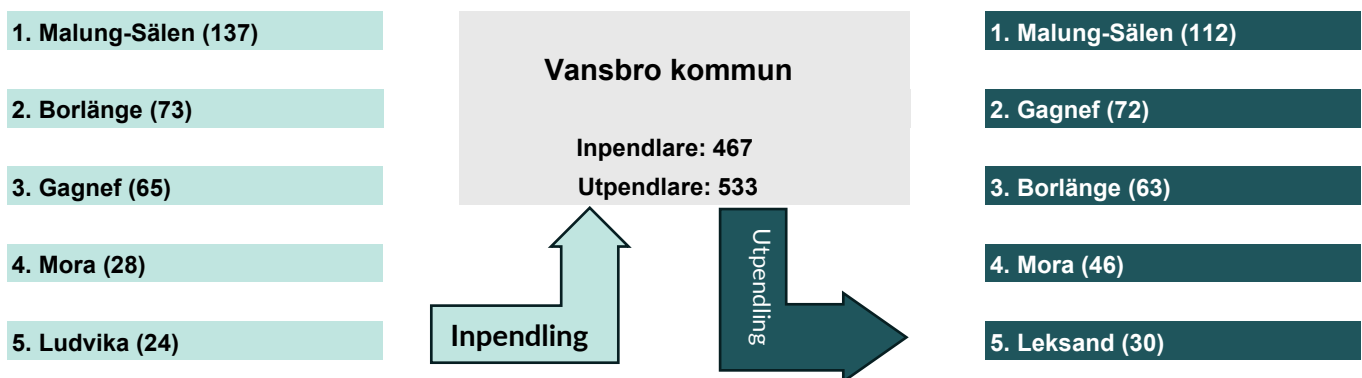 1. Malung-Sälen (137)
2. Borlänge (73)
3. Gagnef (65)
4. Mora (28)
5. Ludvika (24)
Vansbro kommun
Inpendlare: 467
Utpendlare: 533
Inpendling
Utpendling
1. Malung-Sälen (112)
2. Gagnef (72)
3. Borlänge (63)
4. Mora (46)
5. Leksand (30)